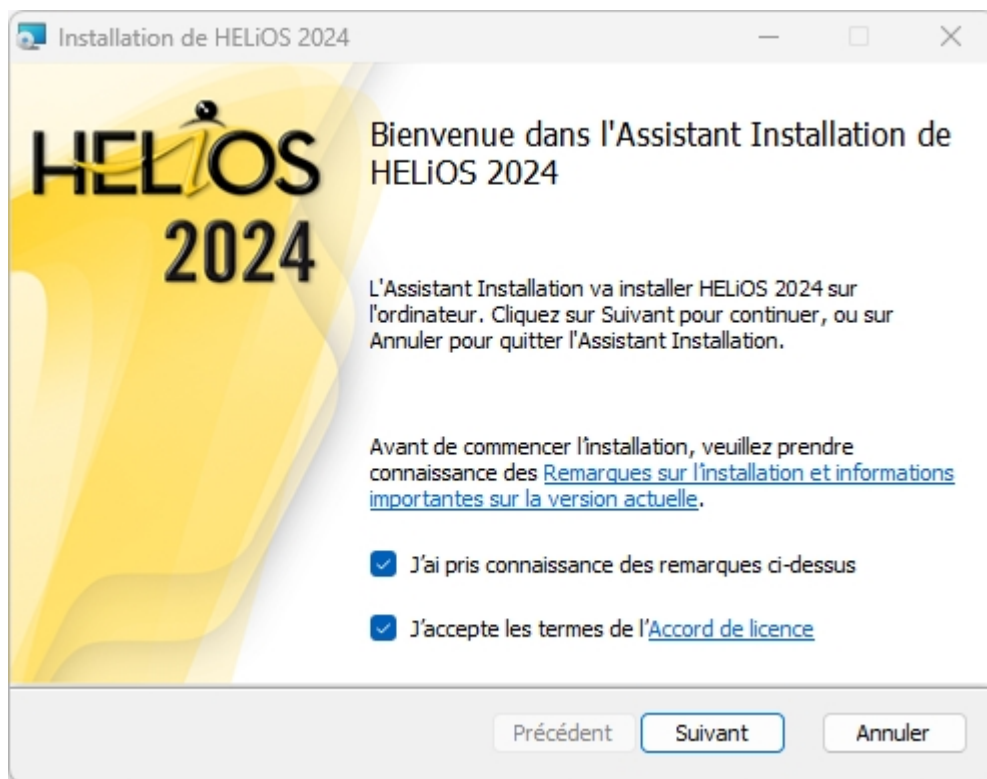 Installation de HELiOS 2024
HELiOS
2024
Bienvenue dans l'Assistant Installation de
HELiOS 2024
L'Assistant Installation va installer HELiOS 2024 sur
l'ordinateur. Cliquez sur Suivant pour continuer, ou sur
Annuler pour quitter l'Assistant Installation.
Avant de commencer l'installation, veuillez prendre
connaissance des Remarques sur l'installation et informations
importantes sur la version actuelle.
J'ai pris connaissance des remarques ci-dessus
J'accepte les termes de l'Accord de licence
Précédent Suivant Annuler